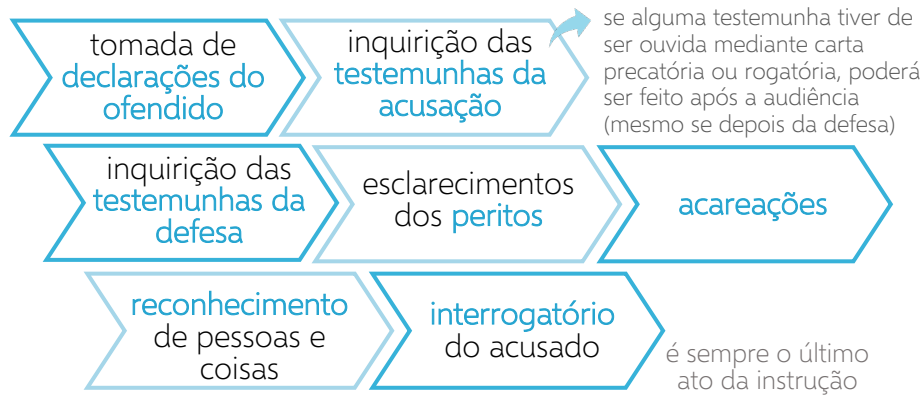 tomada de
declarações do
ofendido
inquirição das
testemunhas da
acusação
se alguma testemunha tiver de
ser ouvida mediante carta
precatória ou rogatória, poderá
ser feito após a audiência
(mesmo se depois da defesa)
inquirição das
testemunhas da
defesa
esclarecimentos
dos peritos
acareações
reconhecimento
de pessoas e
coisas
interrogatório
do acusado
é sempre o último
ato da instrução